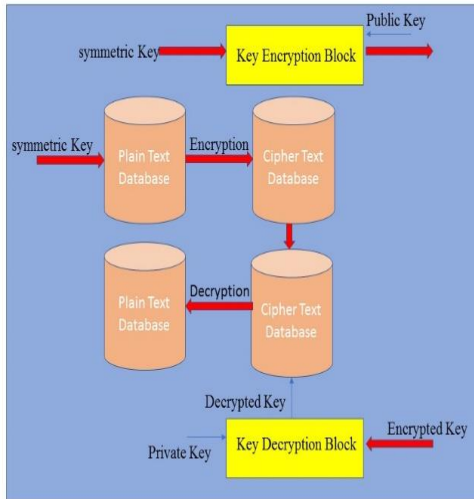 Public Key
symmetric Key
Key Encryption Block
symmetric Key
Plain Text
Database
Encryption
Cipher Text
Database
Plain Text
Database
Decryption
Cipher Text
Database
Decrypted Key
Private Key
Key Decryption Block
Encrypted Key